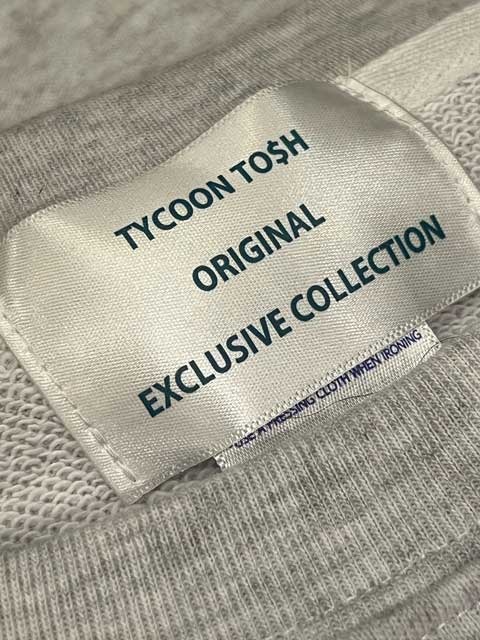 TYCOON TO$H
ORIGINAL
EXCLUSIVE COLLECTION
USE A PRESSING CLOTH WHEN IRONING